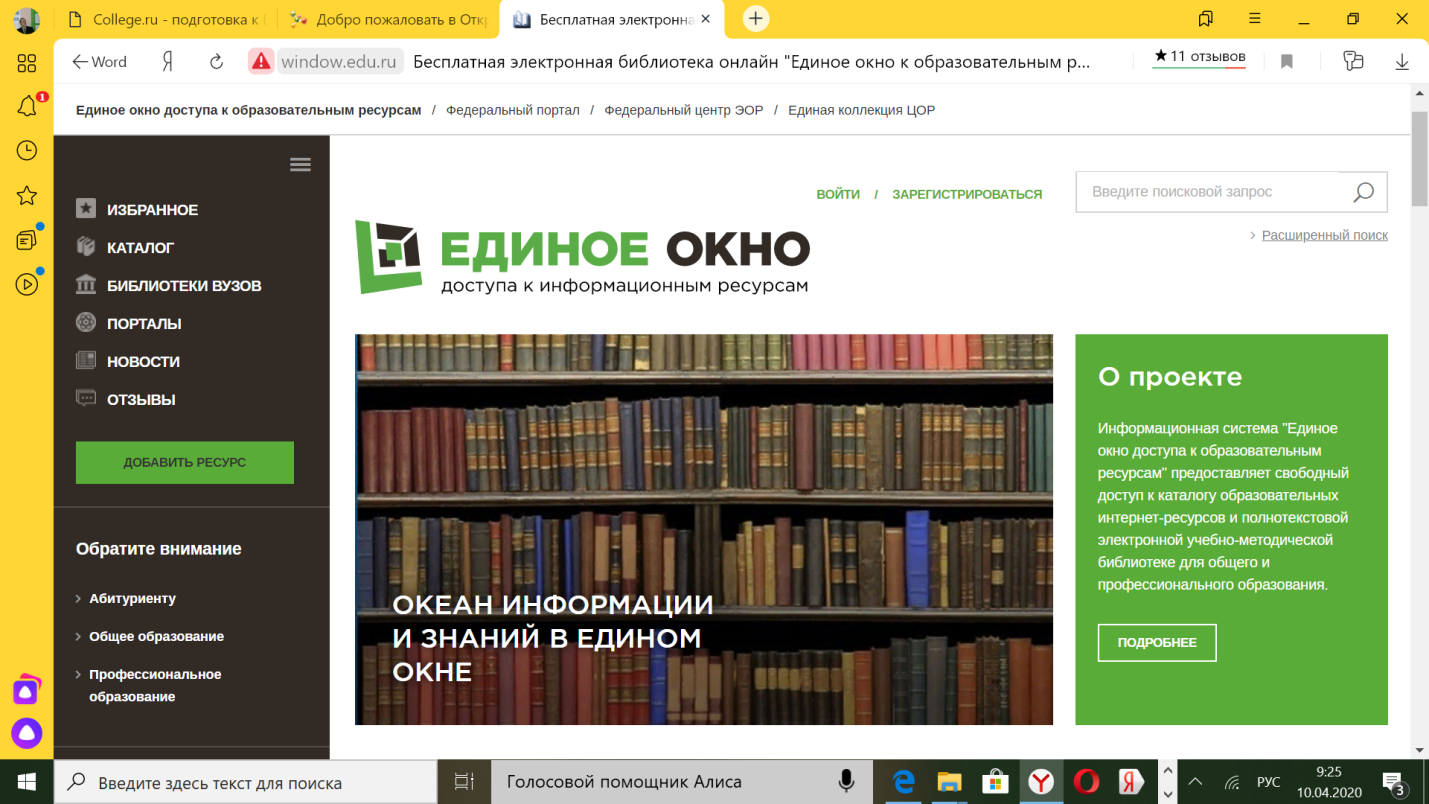 College.ru - подготовка к
Добро пожаловать в Откр
Бесплатная электронна
Word
window.edu.ru
Бесплатная электронная библиотека онлайн "Единое окно к образовательным р...
11 отзывов
Единое окно доступа к образовательным ресурсам / Федеральный портал / Федеральный центр ЭОР / Единая коллекция ЦОР
1
ИЗБРАННОЕ
КАТАЛОГ
БИБЛИОТЕКИ ВУЗОВ
ПОРТАЛЫ
НОВОСТИ
ОТЗЫВЫ
ДОБАВИТЬ РЕСУРС
Обратите внимание
Абитуриенту
Общее образование
Профессиональное
образование
ВОЙТИ / ЗАРЕГИСТРИРОВАТЬСЯ
Введите поисковой запрос
Расширенный поиск
ЕДИНОЕ ОКНО
доступа к информационным ресурсам
ОКЕАН ИНФОРМАЦИИ
И ЗНАНИЙ В ЕДИНОМ
ОКНЕ
О проекте
Информационная система "Единое
окно доступа к образовательным
ресурсам" предоставляет свободный
доступ к каталогу образовательных
интернет-ресурсов и полнотекстовой
электронной учебно-методической
библиотеке для общего и
профессионального образования.
ПОДРОБНЕЕ
Введите здесь текст для поиска
Голосовой помощник Алиса
РУС
9:25
10.04.2020
3